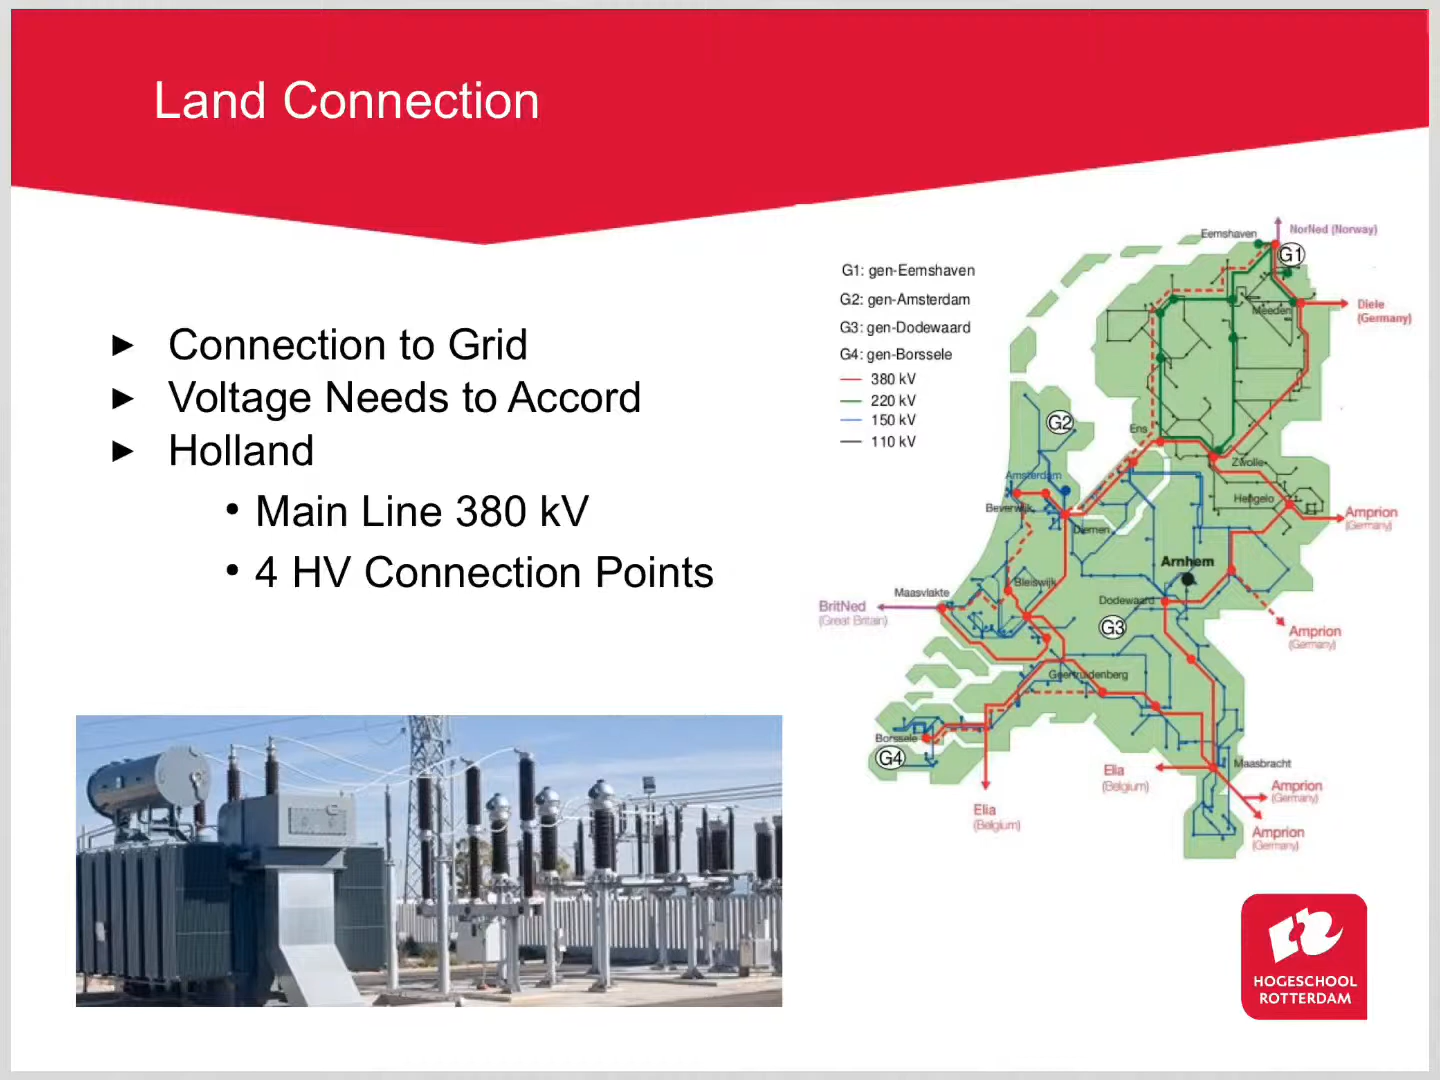 Land Connection
► Connection to Grid
► Voltage Needs to Accord
► Holland
• Main Line 380 kV
• 4 HV Connection Points
G1: gen-Eemshaven
G2: gen-Amsterdam
G3: gen-Dodewaard
G4: gen-Borssele
380 kV
220 kV
150 kV
110 kV
Eemshaven
NorNed (Norway)
G1
Meeden
Diele
(Germany)
G2
Ens
Zwolle
Amsterdam
Hengelo
Beverwijk
Amprion
(Germany)
Diemen
Arnhem
Bleiswijk
Maasvlakte
Dodewaard
BritNed
(Great Britain)
G3
Amprion
(Germany)
Geertruidenberg
Borssele
G4
Maasbracht
Elia
(Belgium)
Amprion
(Germany)
Elia
(Belgium)
Amprion
(Germany)
HOGESCHOOL
ROTTERDAM